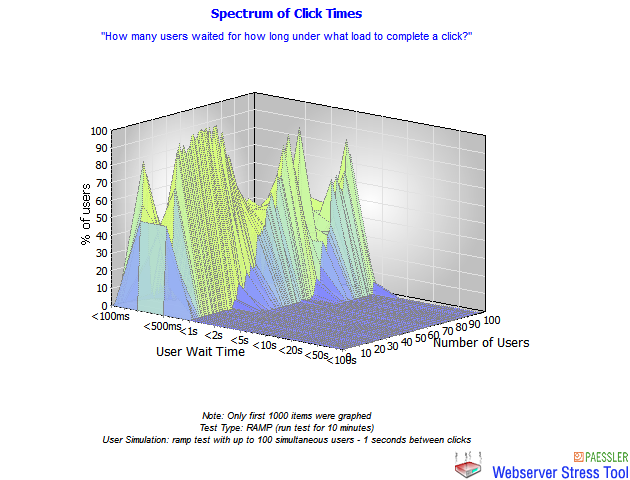 Spectrum of Click Times
"How many users waited for how long under what load to complete a click?"
100
90
80
70
60
50
40
30
20
10
0
% of users
<100ms
<500ms
<1s
<2s
<5s
<10s
<20s
<50s
<100s
User Wait Time
0
10
20
30
40
50
60
70
80
90
100
Number of Users
Note: Only first 1000 items were graphed
Test Type: RAMP (run test for 10 minutes)
User Simulation: ramp test with up to 100 simultaneous users - 1 seconds between clicks
PAESSLER
Webserver Stress Tool